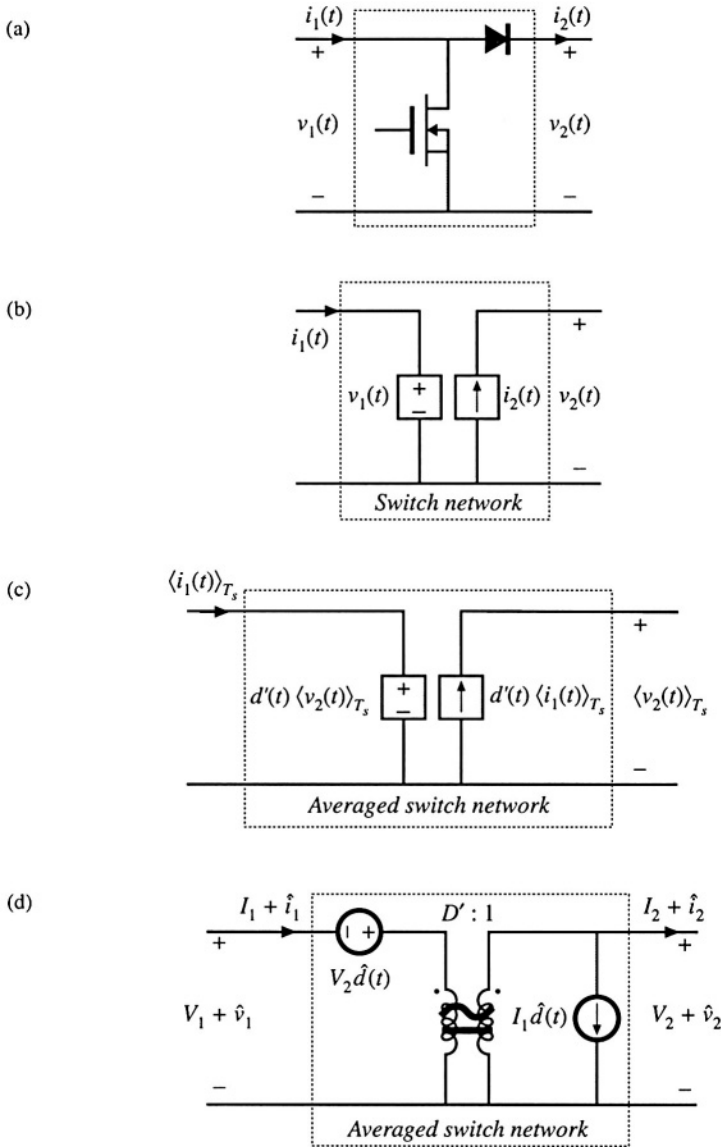 (a)
i₁(t) i₂(t)
+ +
v₁(t) v₂(t)
– –
(b)
i₁(t) +
v₁(t) + – i₂(t) v₂(t)
–
Switch network
(c)
⟨i₁(t)⟩Tₛ
+
d′(t) ⟨v₂(t)⟩Tₛ + – d′(t) ⟨i₁(t)⟩Tₛ ⟨v₂(t)⟩Tₛ
–
Averaged switch network
(d)
I₁ + î₁ D′ : 1 I₂ + î₂
+ – + +
V₂d̂(t)
V₁ + v̂₁ I₁d̂(t) V₂ + v̂₂
– –
Averaged switch network